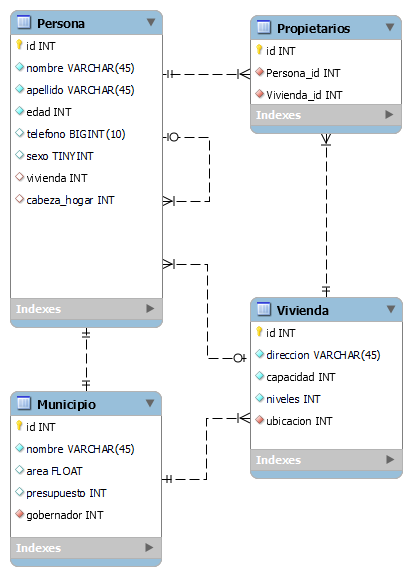 Persona
id INT
nombre VARCHAR(45)
apellido VARCHAR(45)
edad INT
telefono BIGINT(10)
sexo TINYINT
vivienda INT
cabeza_hogar INT
Indexes
Propietarios
id INT
Persona_id INT
Vivienda_id INT
Indexes
Municipio
id INT
nombre VARCHAR(45)
area FLOAT
presupuesto INT
gobernador INT
Indexes
Vivienda
id INT
direccion VARCHAR(45)
capacidad INT
niveles INT
ubicacion INT
Indexes